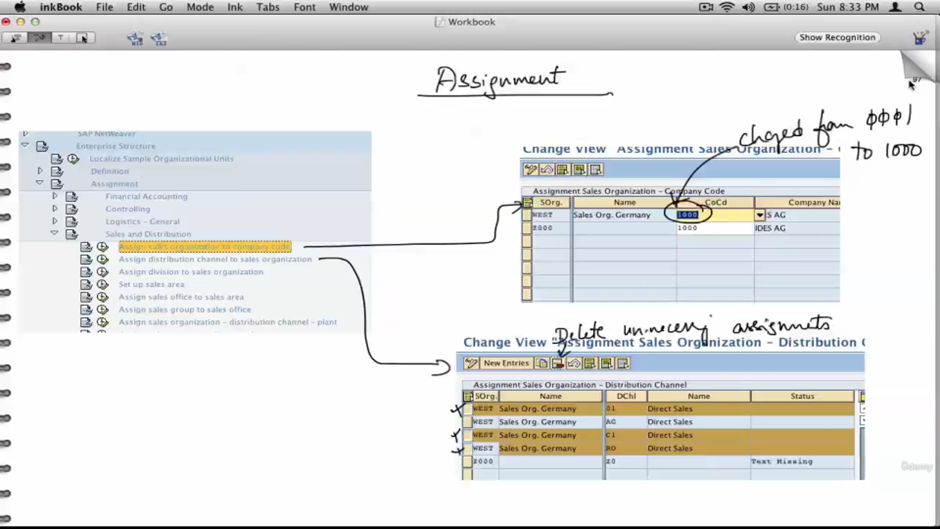 inkBook File Edit Mode Ink Tabs Font Window (0:16) Sun 8:33 PM
Workbook
Show Recognition
97
Assignment
changed from 0001
to 1000
SAP NetWeaver
Enterprise Structure
Localize Sample Organizational Units
Definition
Assignment
Financial Accounting
Controlling
Logistics - General
Sales and Distribution
Assign sales organization to company code
Assign distribution channel to sales organization
Assign division to sales organization
Set up sales area
Assign sales office to sales area
Assign sales group to sales office
Assign sales organization - distribution channel - plant
Change View "Assignment Sales Organization -
Assignment Sales Organization - Company Code
SOrg. Name CoCd Company Nam
WEST Sales Org. Germany 1000 S AG
Z000 1000 IDES AG
Delete unnecessary assignments
Change View "Assignment Sales Organization - Distribution
New Entries
Assignment Sales Organization - Distribution Channel
SOrg. Name DChl Name Status
WEST Sales Org. Germany 01 Direct Sales
WEST Sales Org. Germany AG Direct Sales
WEST Sales Org. Germany C1 Direct Sales
WEST Sales Org. Germany RO Direct Sales
Z000 Z0 Text Missing
Udemy